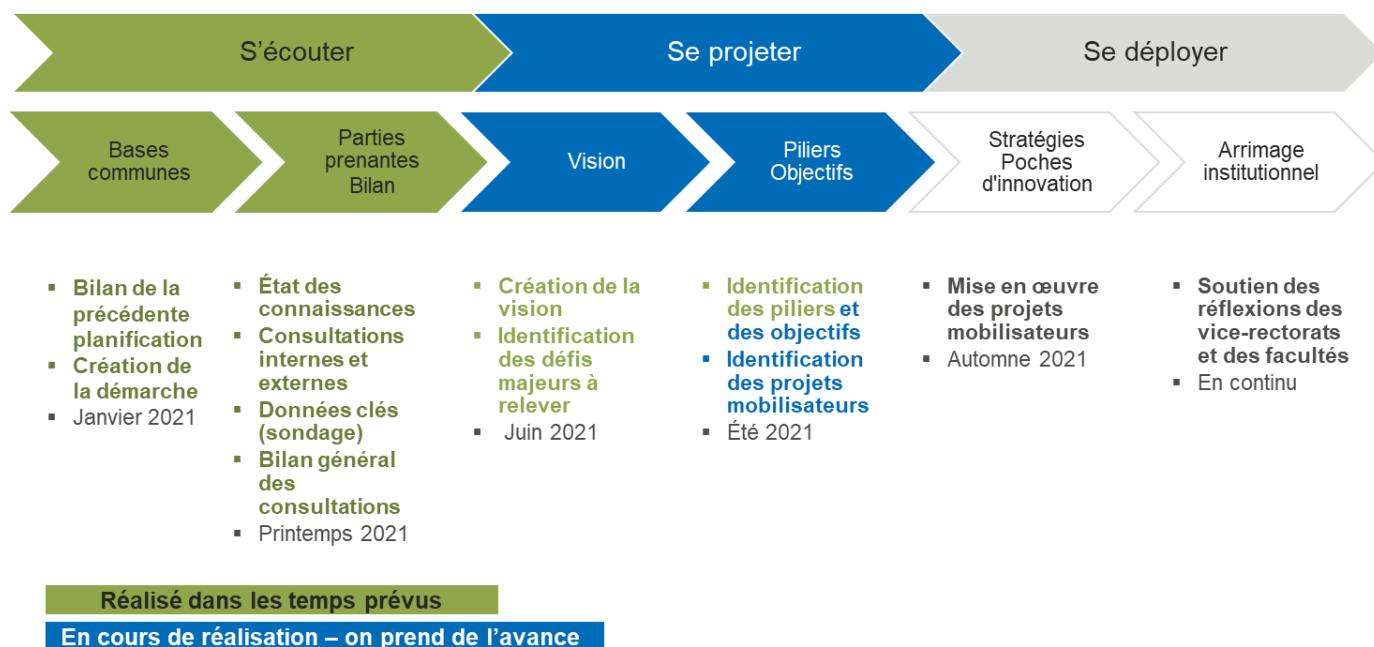 S'écouter
Se projeter
Se déployer
Bases
communes
Parties
prenantes
Bilan
Vision
Piliers
Objectifs
Stratégies
Poches
d'innovation
Arrimage
institutionnel
▪ Bilan de la
précédente
planification
▪ Création de
la démarche
▪ Janvier 2021
▪ État des
connaissances
▪ Consultations
internes et
externes
▪ Données clés
(sondage)
▪ Bilan général
des
consultations
▪ Printemps 2021
▪ Création de la
vision
▪ Identification
des défis
majeurs à
relever
▪ Juin 2021
▪ Identification
des piliers et
des objectifs
▪ Identification
des projets
mobilisateurs
▪ Été 2021
▪ Mise en œuvre
des projets
mobilisateurs
▪ Automne 2021
▪ Soutien des
réflexions des
vice-rectorats
et des facultés
▪ En continu
Réalisé dans les temps prévus
En cours de réalisation – on prend de l'avance